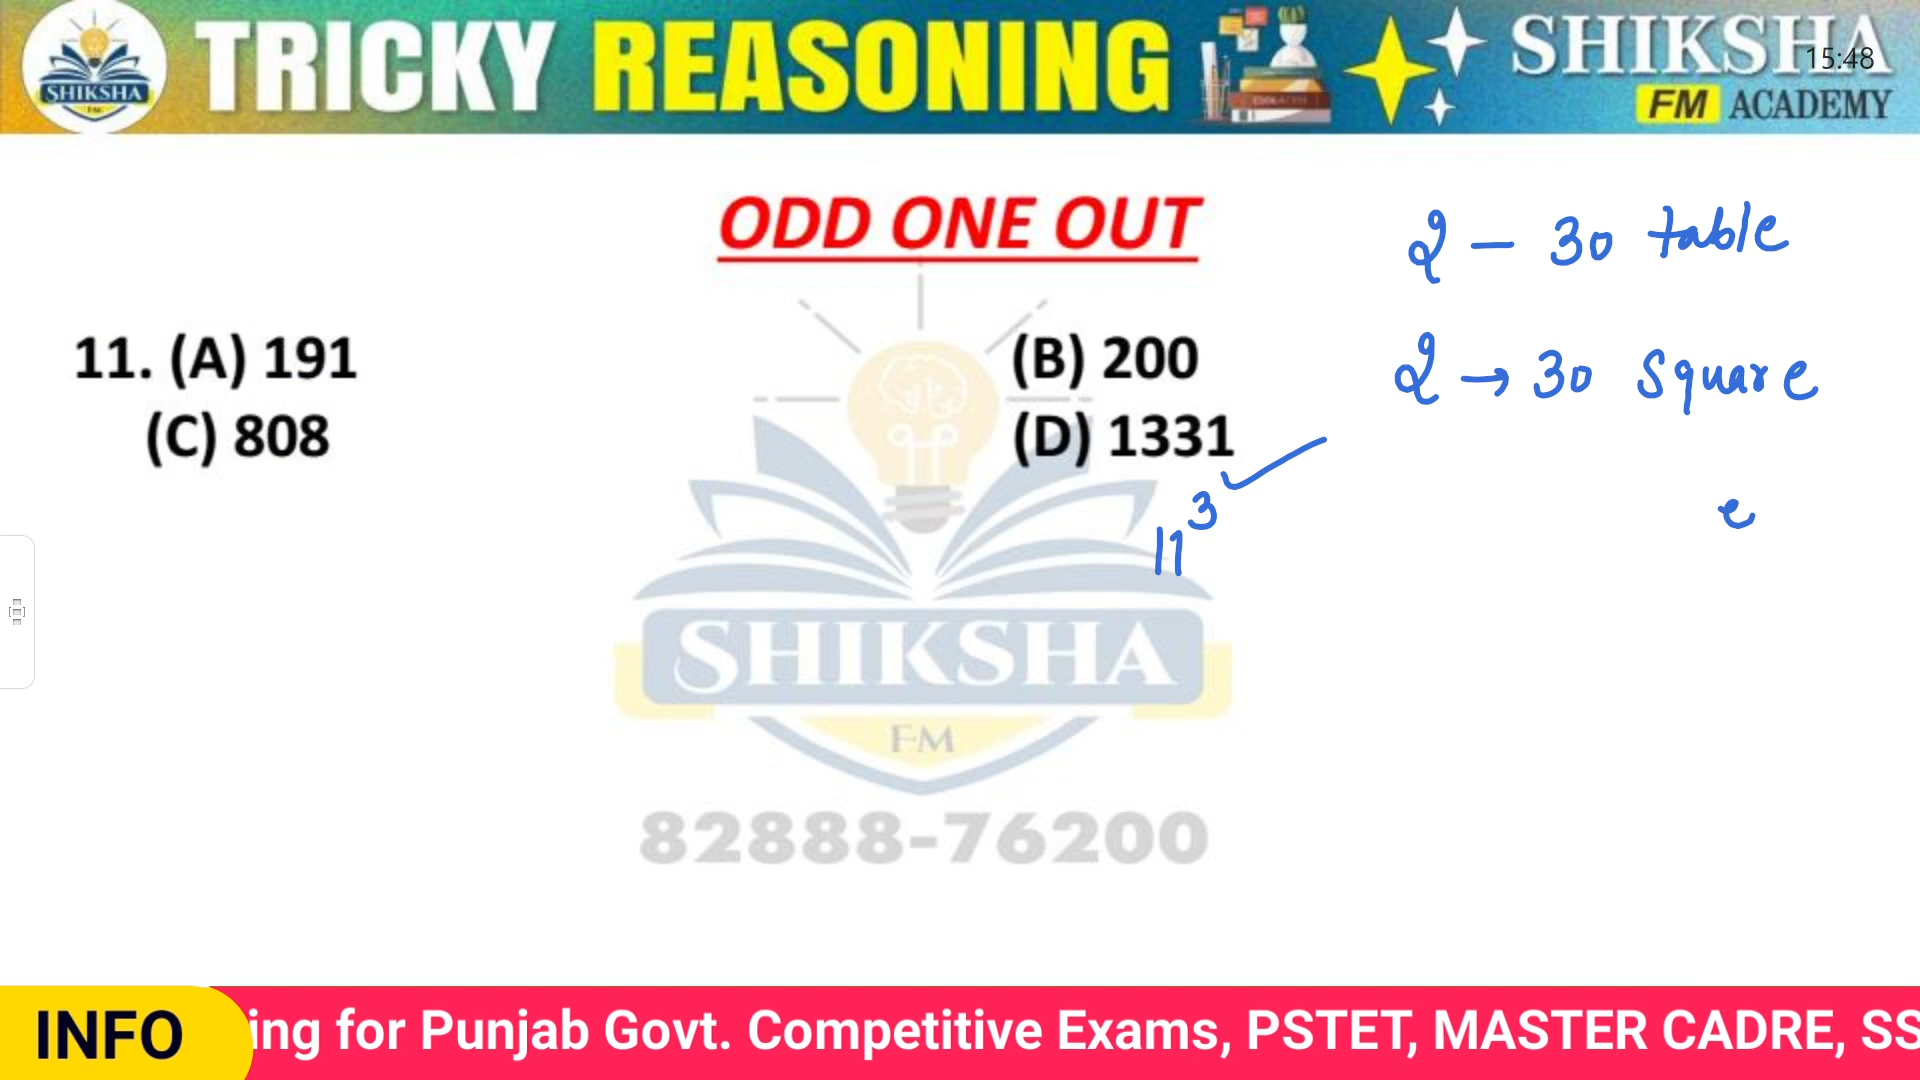 SHIKSHA
FM
TRICKY REASONING
SHIKSHA
15:48
FM ACADEMY
ODD ONE OUT
2 - 30 table
11. (A) 191
(B) 200
2 → 30 square
(C) 808
(D) 1331
11³
e
SHIKSHA
FM
82888-76200
INFO
ing for Punjab Govt. Competitive Exams, PSTET, MASTER CADRE, SS